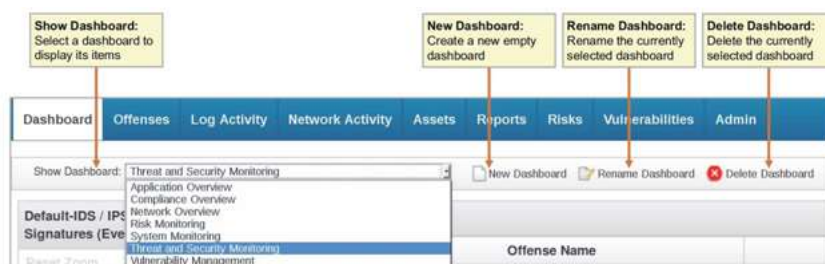 Show Dashboard:
Select a dashboard to
display its items
New Dashboard:
Create a new empty
dashboard
Rename Dashboard:
Rename the currently
selected dashboard
Delete Dashboard:
Delete the currently
selected dashboard
Dashboard Offenses Log Activity Network Activity Assets Reports Risks Vulnerabilities Admin
Show Dashboard: Threat and Security Monitoring New Dashboard Rename Dashboard Delete Dashboard
Application Overview
Compliance Overview
Network Overview
Risk Monitoring
System Monitoring
Threat and Security Monitoring
Vulnerability Management
Default-IDS / IPS
Signatures (Eve
Offense Name
Reset Zoom